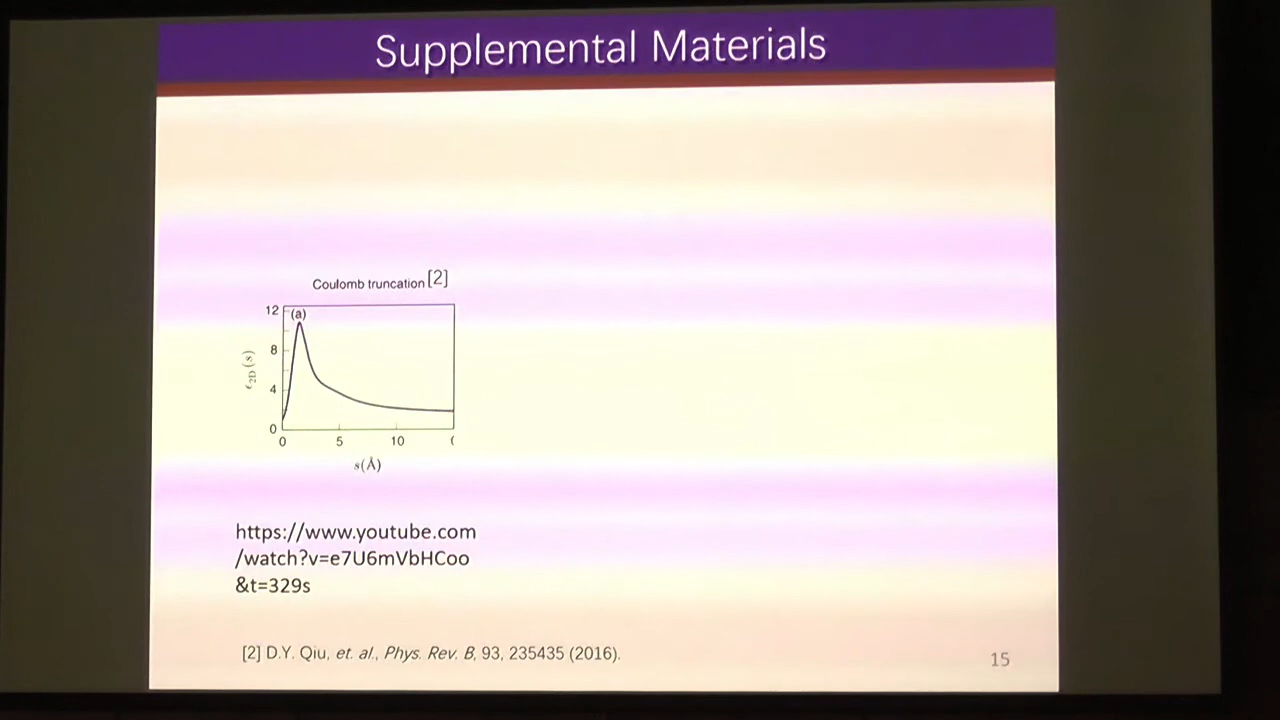 Supplemental Materials
Coulomb truncation [2]
(a)
12
8
4
0
ϵ2D (s)
0 5 10
s(Å)
https://www.youtube.com
/watch?v=e7U6mVbHCoo
&t=329s
[2] D.Y. Qiu, et. al., Phys. Rev. B, 93, 235435 (2016).
15